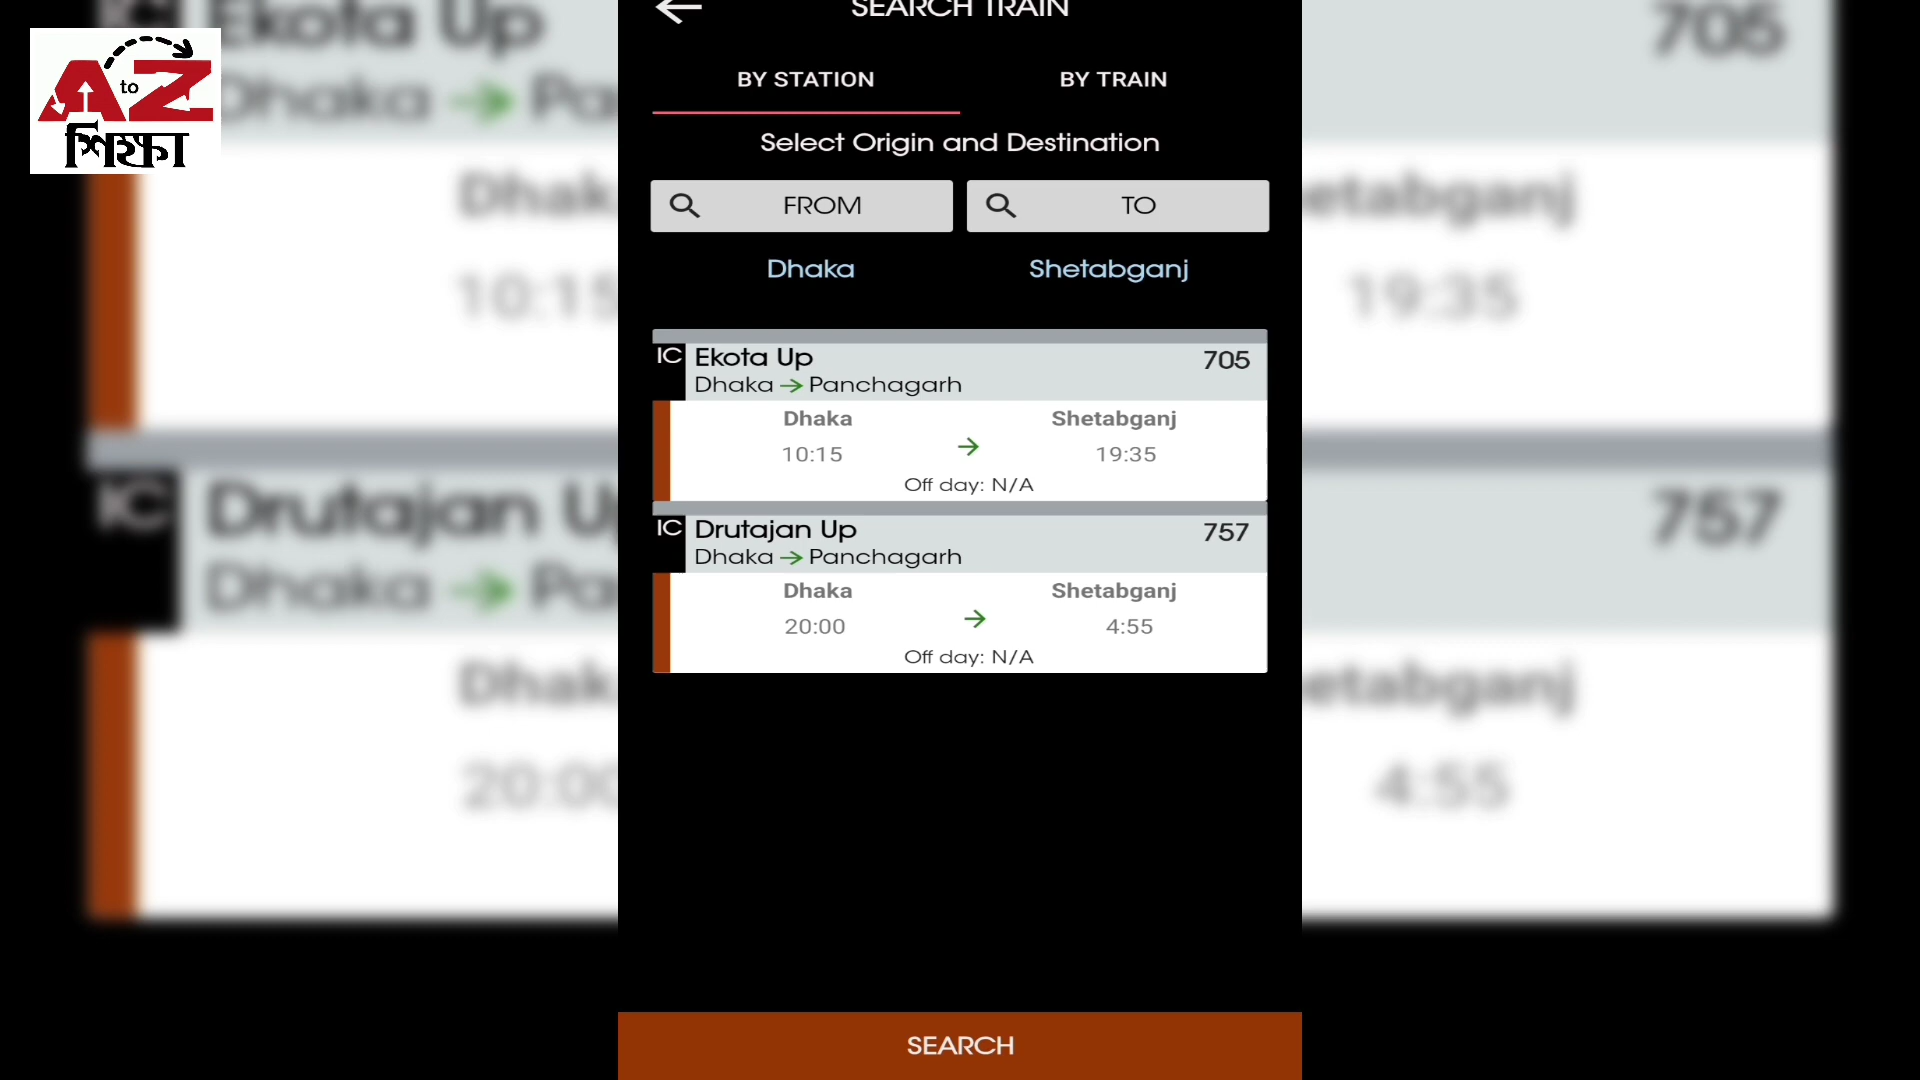 A to Z
শিক্ষা
SEARCH TRAIN
BY STATION BY TRAIN
Select Origin and Destination
FROM TO
Dhaka Shetabganj
IC Ekota Up 705
Dhaka → Panchagarh
Dhaka Shetabganj
10:15 → 19:35
Off day: N/A
IC Drutajan Up 757
Dhaka → Panchagarh
Dhaka Shetabganj
20:00 → 4:55
Off day: N/A
SEARCH